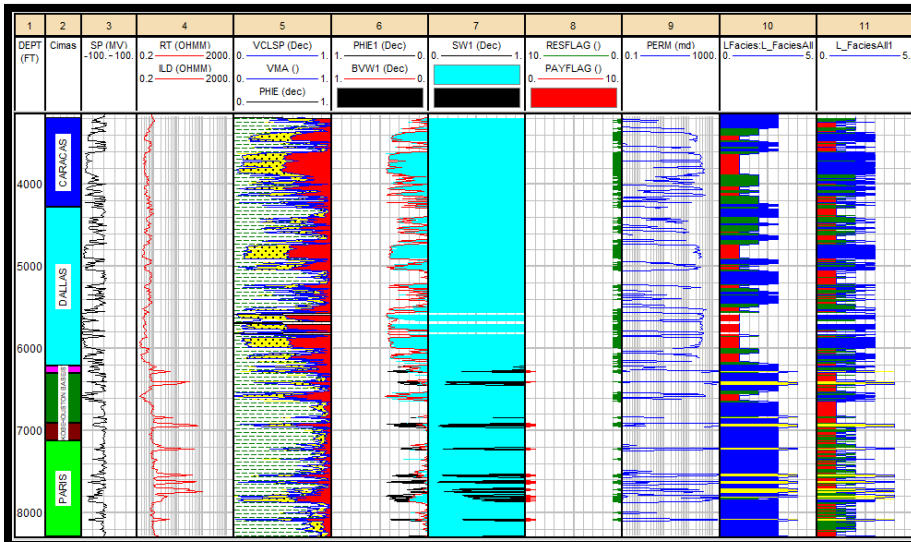 1 2 3 4 5 6 7 8 9 10 11
DEPT Cimas SP (MV) RT (OHMM) VCLSP (Dec) PHIE1 (Dec) SW1 (Dec) RESFLAG () PERM (md) LFacies:L_FaciesAll L_FaciesAll1
(FT) -100. -100. 0.2 2000. 0. 1. 1. 0. 0. 1. 10. 0. 0.1 1000. 0. 5. 0. 5.
ILD (OHMM) VMA () BVW1 (Dec) PAYFLAG ()
0.2 2000. 0. 1. 1. 0. 0. 10.
PHIE (dec)
0. 1.
CARACAS
4000
DALLAS
5000
6000
HOUSTON
7000
PARIS
8000